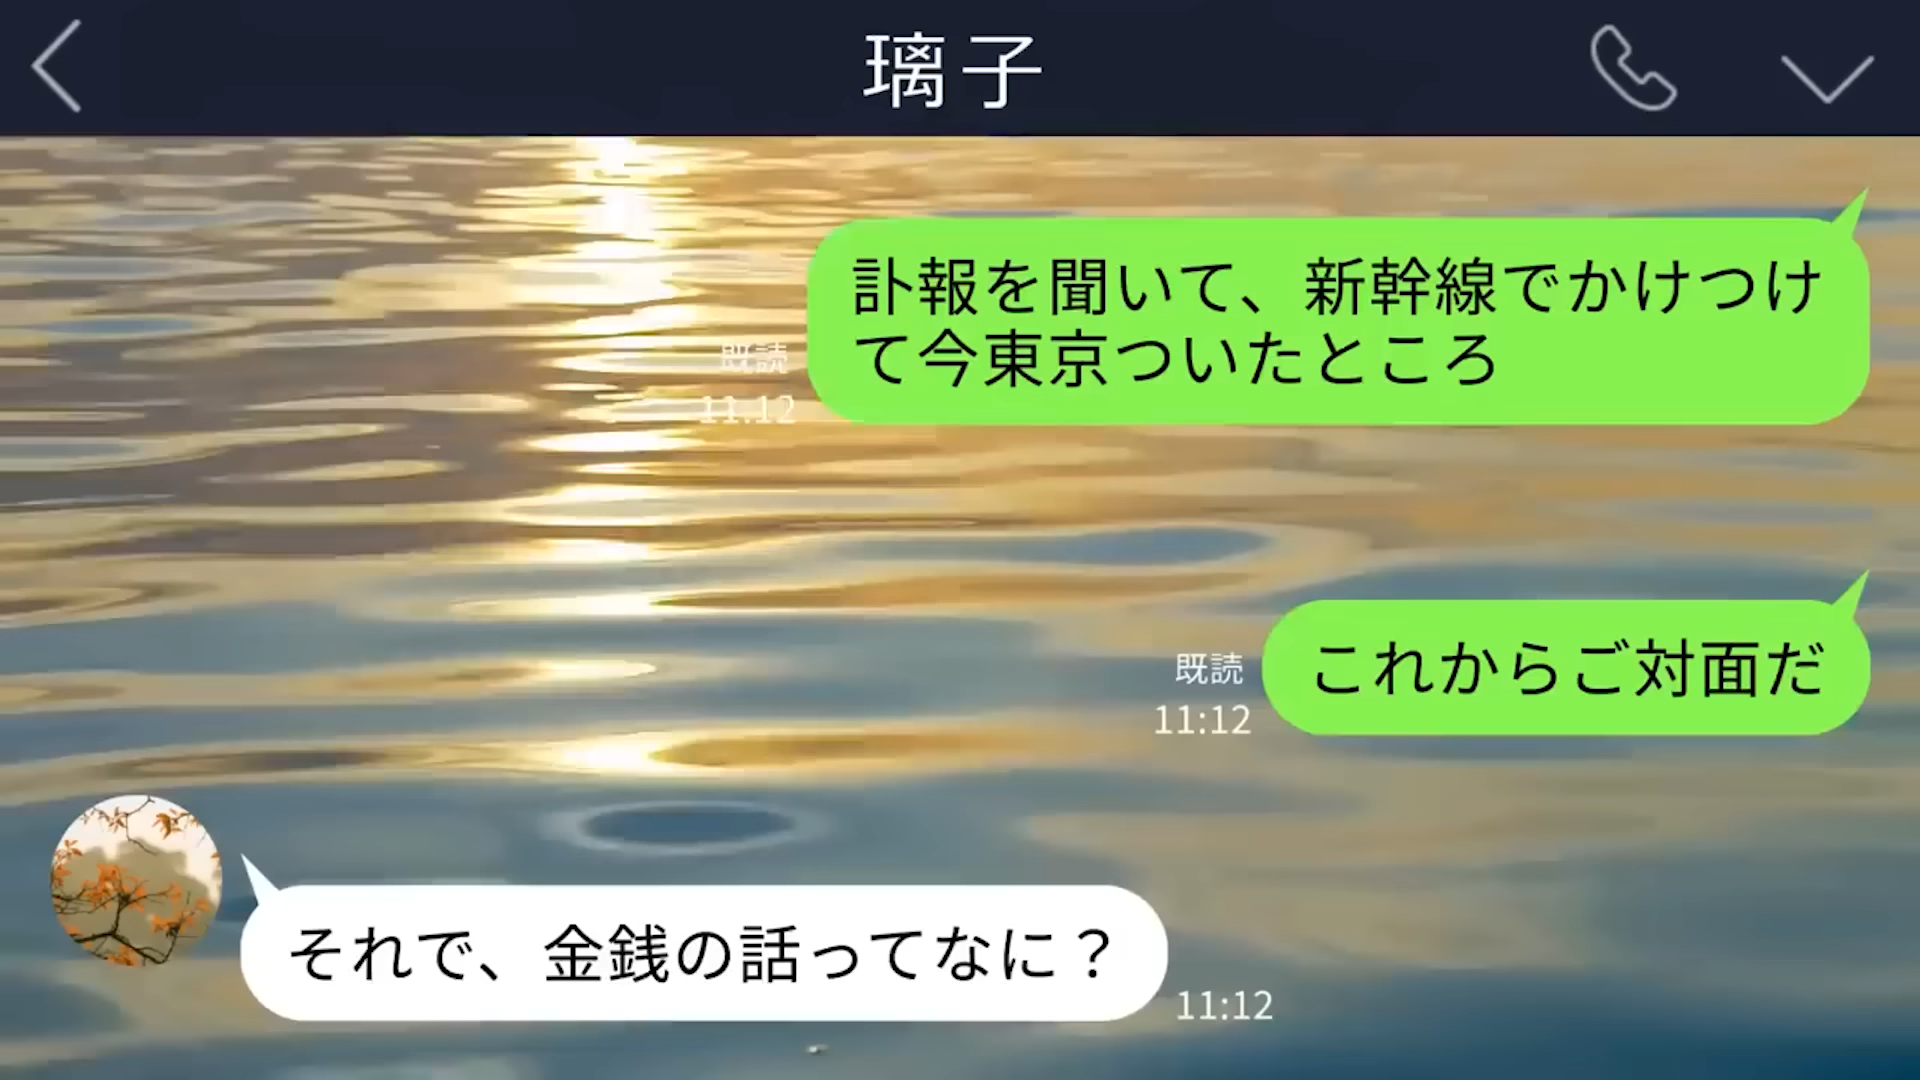 璃子
訃報を聞いて、新幹線でかけつけ
て今東京ついたところ
既読
11:12
これからご対面だ
既読
11:12
それで、金銭の話ってなに？
11:12